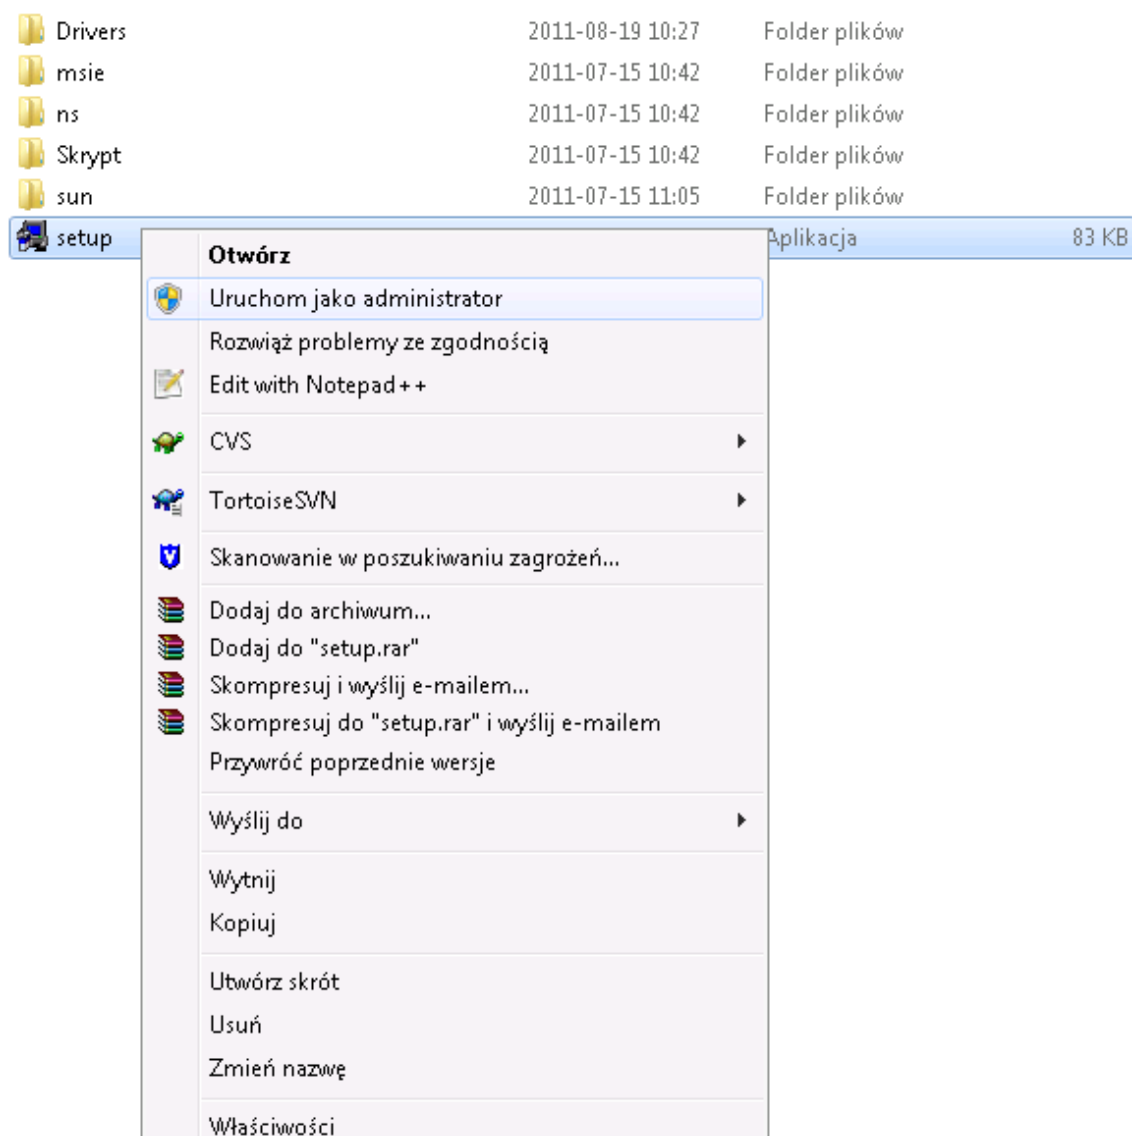 Drivers 2011-08-19 10:27 Folder plików
msie 2011-07-15 10:42 Folder plików
ns 2011-07-15 10:42 Folder plików
Skrypt 2011-07-15 10:42 Folder plików
sun 2011-07-15 11:05 Folder plików
setup Aplikacja 83 KB
Otwórz
Uruchom jako administrator
Rozwiąż problemy ze zgodnością
Edit with Notepad++
CVS
TortoiseSVN
Skanowanie w poszukiwaniu zagrożeń...
Dodaj do archiwum...
Dodaj do "setup.rar"
Skompresuj i wyślij e-mailem...
Skompresuj do "setup.rar" i wyślij e-mailem
Przywróć poprzednie wersje
Wyślij do
Wytnij
Kopiuj
Utwórz skrót
Usuń
Zmień nazwę
Właściwości